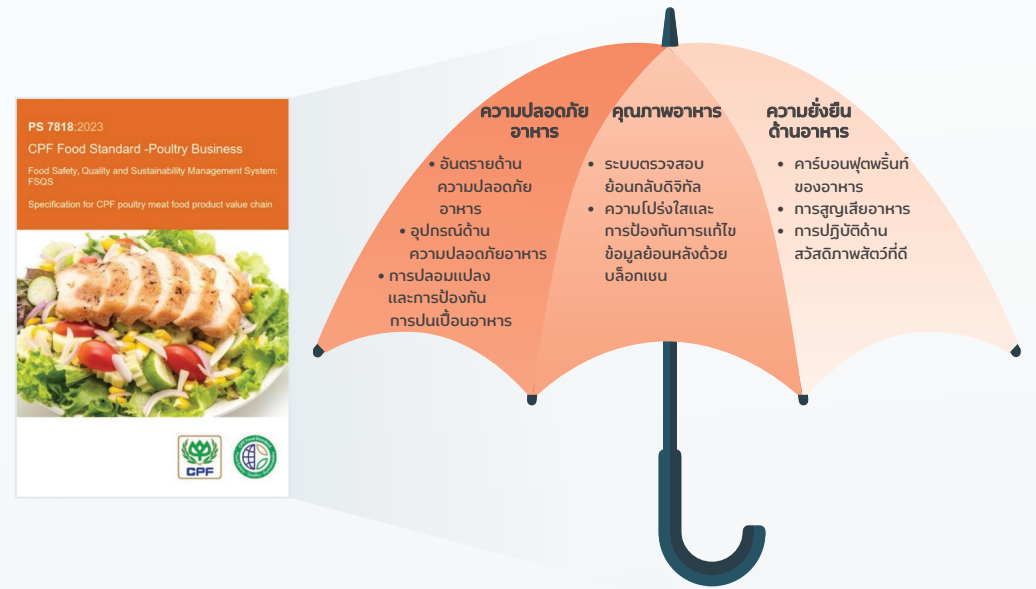 PS 7818:2023
CPF Food Standard -Poultry Business
Food Safety, Quality and Sustainability Management System:
FSQS
Specification for CPF poultry meat food product value chain
CPF
ความปลอดภัย
อาหาร
• อันตรายด้าน
ความปลอดภัย
อาหาร
• อุปกรณ์ด้าน
ความปลอดภัยอาหาร
• การปลอมแปลง
และการป้องกัน
การปนเปื้อนอาหาร
คุณภาพอาหาร
• ระบบตรวจสอบ
ย้อนกลับดิจิทัล
• ความโปร่งใสและ
การป้องกันการแก้ไข
ข้อมูลย้อนหลังด้วย
บล็อกเชน
ความยั่งยืน
ด้านอาหาร
• คาร์บอนฟุตพริ้นท์
ของอาหาร
• การสูญเสียอาหาร
• การปฏิบัติด้าน
สวัสดิภาพสัตว์ที่ดี